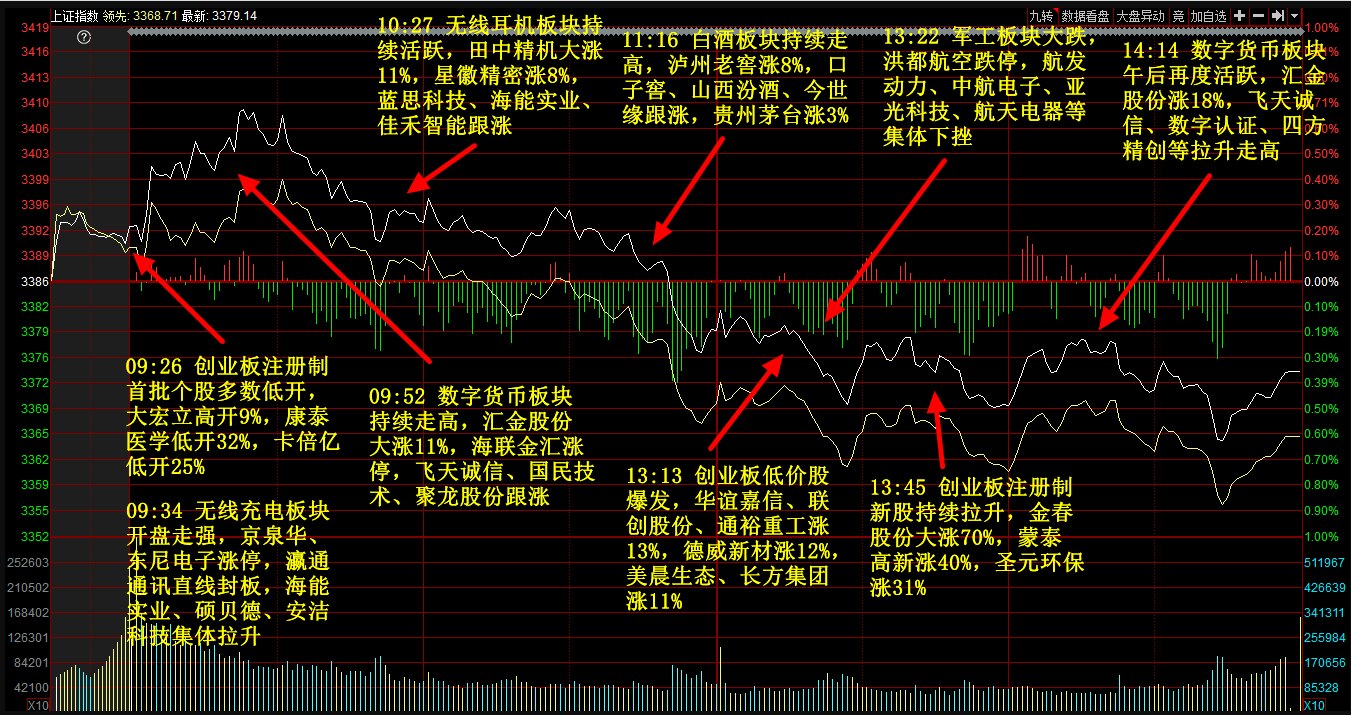 上证指数 领先: 3368.71 最新: 3379.14
九转 数据看盘 大盘异动 竞 加自选
3419
3416
3413
3410
3406
3403
3399
3396
3392
3389
3386
3382
3379
3376
3372
3369
3365
3362
3359
3355
3352
252603
210502
168402
126301
84201
42100
X10
10:27 无线耳机板块持
续活跃，田中精机大涨
11%，星徽精密涨8%，
蓝思科技、海能实业、
佳禾智能跟涨
11:16 白酒板块持续走
高，泸州老窖涨8%，口
子窖、山西汾酒、今世
缘跟涨，贵州茅台涨3%
13:22 军工板块大跌，
洪都航空跌停，航发
动力、中航电子、亚
光科技、航天电器等
集体下挫
14:14 数字货币板块
午后再度活跃，汇金
股份涨18%，飞天诚
信、数字认证、四方
精创等拉升走高
09:26 创业板注册制
首批个股多数低开，
大宏立高开9%，康泰
医学低开32%，卡倍亿
低开25%
09:34 无线充电板块
开盘走强，京泉华、
东尼电子涨停，瀛通
通讯直线封板，海能
实业、硕贝德、安洁
科技集体拉升
09:52 数字货币板块
持续走高，汇金股份
大涨11%，海联金汇涨
停，飞天诚信、国民技
术、聚龙股份跟涨
13:13 创业板低价股
爆发，华谊嘉信、联
创股份、通裕重工涨
13%，德威新材涨12%，
美晨生态、长方集团
涨11%
13:45 创业板注册制
新股持续拉升，金春
股份大涨70%，蒙泰
高新涨40%，圣元环保
涨31%
1.00%
0.50%
0.40%
0.30%
0.20%
0.10%
0.00%
0.10%
0.19%
0.30%
0.39%
0.50%
0.60%
0.70%
0.80%
0.90%
1.00%
511967
426639
341311
255984
170656
85328
X10